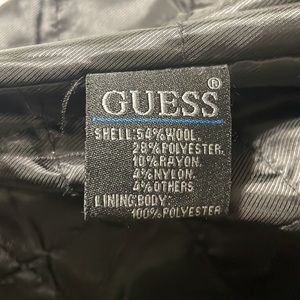 GUESS®
SHELL:54%WOOL.
28%POLYESTER.
10%RAYON.
4%NYLON.
4%OTHERS
LINING:BODY:
100%POLYESTER